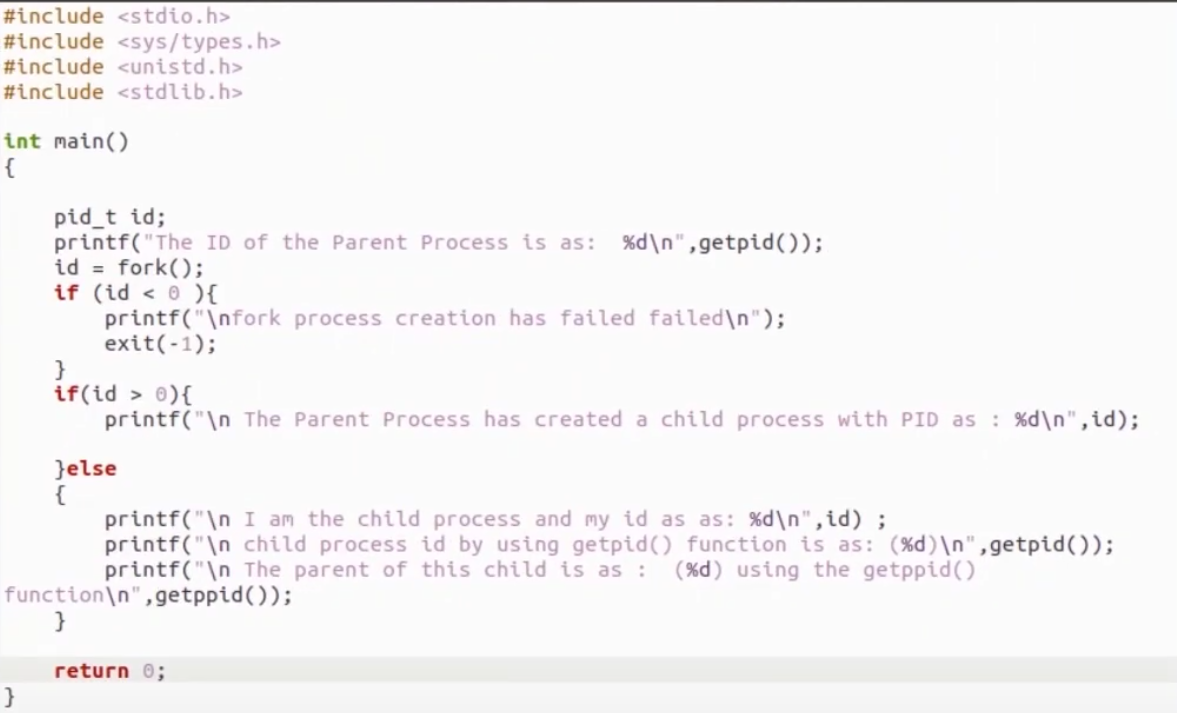 #include <stdio.h>
#include <sys/types.h>
#include <unistd.h>
#include <stdlib.h>
int main()
{
pid_t id;
printf("The ID of the Parent Process is as:  %d\n",getpid());
id = fork();
if (id < 0 ){
printf("\nfork process creation has failed failed\n");
exit(-1);
}
if(id > 0){
printf("\n The Parent Process has created a child process with PID as : %d\n",id);
}else
{
printf("\n I am the child process and my id as as: %d\n",id) ;
printf("\n child process id by using getpid() function is as: (%d)\n",getpid());
printf("\n The parent of this child is as :  (%d) using the getppid()
function\n",getppid());
}
return 0;
}